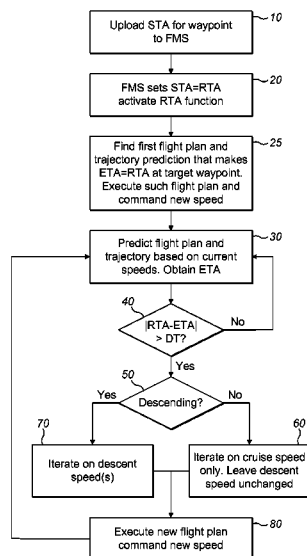 10
Upload STA for waypoint
to FMS
20
FMS sets STA=RTA
activate RTA function
25
Find first flight plan and
trajectory prediction that makes
ETA=RTA at target waypoint.
Execute such flight plan and
command new speed
30
Predict flight plan and
trajectory based on current
speeds. Obtain ETA
40
|RTA-ETA|
> DT?
No
Yes
50
Descending?
Yes
No
70
60
Iterate on descent
speed(s)
Iterate on cruise speed
only. Leave descent
speed unchanged
80
Execute new flight plan
command new speed